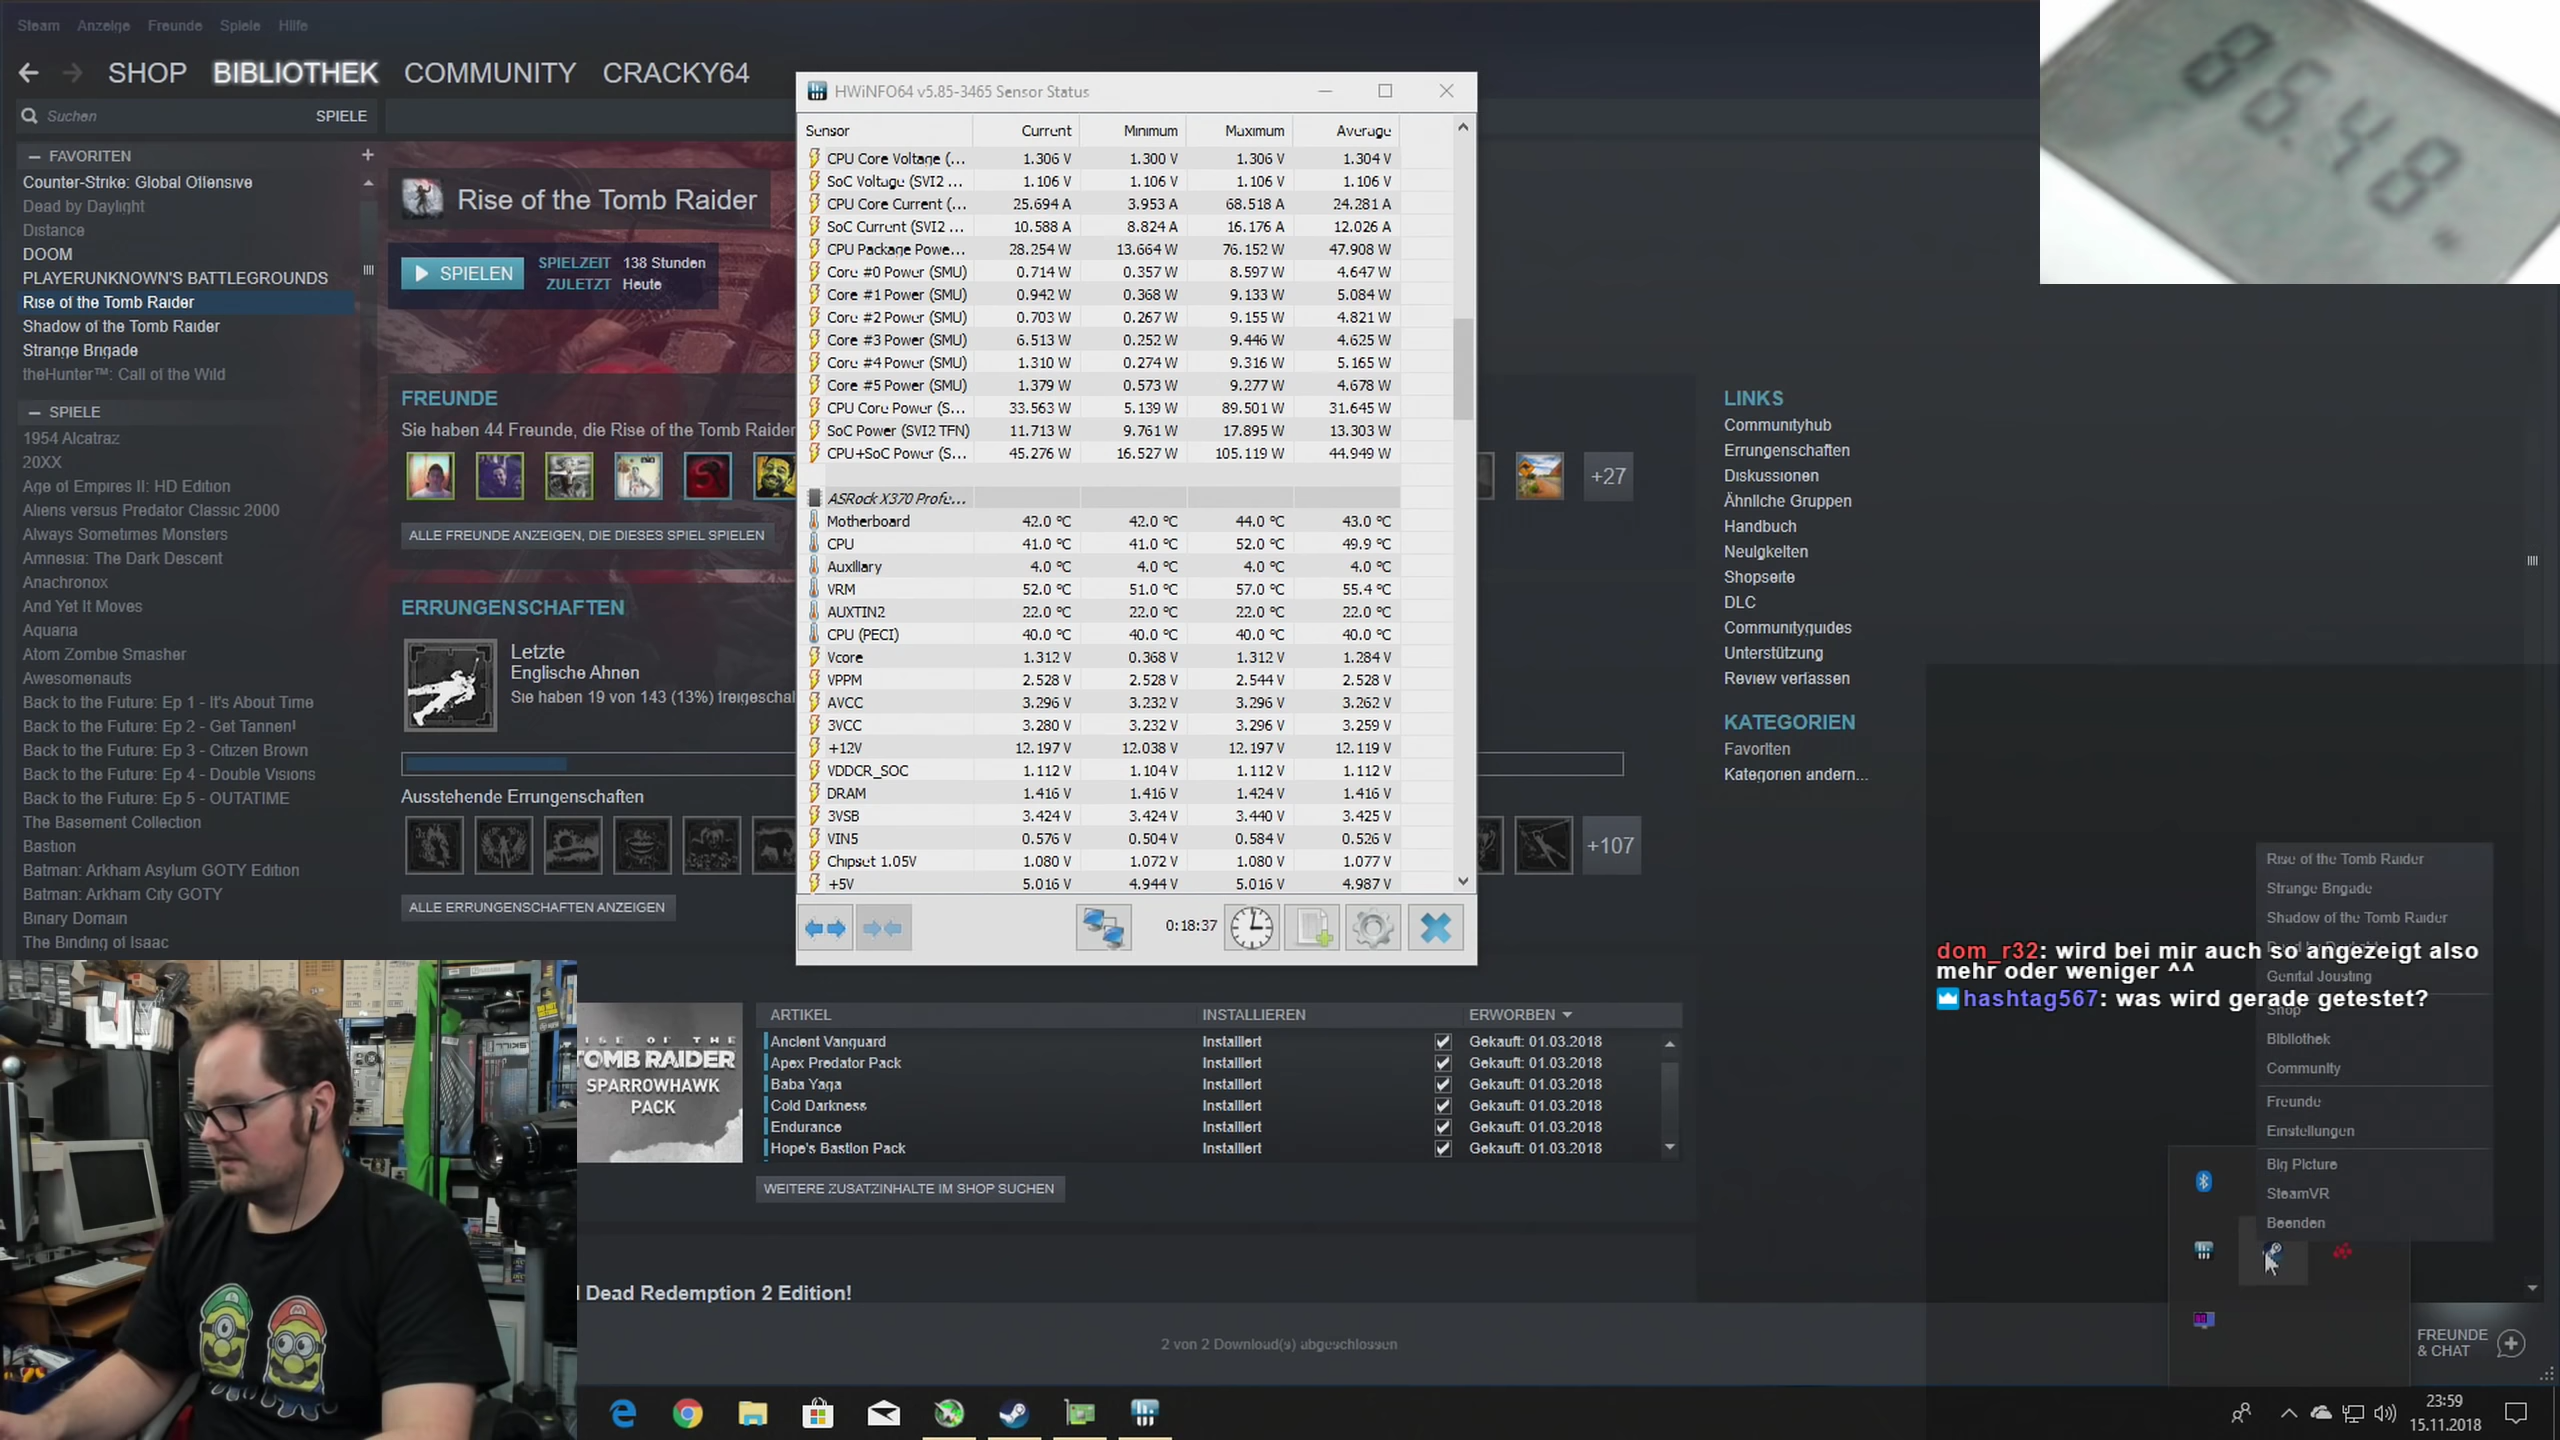 Steam Anzeige Freunde Spiele Hilfe
SHOP BIBLIOTHEK COMMUNITY CRACKY64
Suchen SPIELE
FAVORITEN
Counter-Strike: Global Offensive
Dead by Daylight
Distance
DOOM
PLAYERUNKNOWN'S BATTLEGROUNDS
Rise of the Tomb Raider
Shadow of the Tomb Raider
Strange Brigade
theHunter™: Call of the Wild
SPIELE
1954 Alcatraz
20XX
Age of Empires II: HD Edition
Aliens versus Predator Classic 2000
Always Sometimes Monsters
Amnesia: The Dark Descent
Anachronox
And Yet It Moves
Aquaria
Atom Zombie Smasher
Awesomenauts
Back to the Future: Ep 1 - It's About Time
Back to the Future: Ep 2 - Get Tannen!
Back to the Future: Ep 3 - Citizen Brown
Back to the Future: Ep 4 - Double Visions
Back to the Future: Ep 5 - OUTATIME
The Basement Collection
Bastion
Batman: Arkham Asylum GOTY Edition
Batman: Arkham City GOTY
Binary Domain
The Binding of Isaac
Rise of the Tomb Raider
SPIELEN
SPIELZEIT 138 Stunden
ZULETZT Heute
FREUNDE
Sie haben 44 Freunde, die Rise of the Tomb Raider
+27
ALLE FREUNDE ANZEIGEN, DIE DIESES SPIEL SPIELEN
ERRUNGENSCHAFTEN
Letzte
Englische Ahnen
Sie haben 19 von 143 (13%) freigeschal
Ausstehende Errungenschaften
+107
ALLE ERRUNGENSCHAFTEN ANZEIGEN
HWiNFO64 v5.85-3465 Sensor Status
Sensor Current Minimum Maximum Average
CPU Core Voltage (... 1.306 V 1.300 V 1.306 V 1.304 V
SoC Voltage (SVI2 ... 1.106 V 1.106 V 1.106 V 1.106 V
CPU Core Current (... 25.694 A 3.953 A 68.518 A 24.281 A
SoC Current (SVI2 ... 10.588 A 8.824 A 16.176 A 12.026 A
CPU Package Powe... 28.254 W 13.664 W 76.152 W 47.908 W
Core #0 Power (SMU) 0.714 W 0.357 W 8.597 W 4.647 W
Core #1 Power (SMU) 0.942 W 0.368 W 9.133 W 5.084 W
Core #2 Power (SMU) 0.703 W 0.267 W 9.155 W 4.821 W
Core #3 Power (SMU) 6.513 W 0.252 W 9.446 W 4.625 W
Core #4 Power (SMU) 1.310 W 0.274 W 9.316 W 5.165 W
Core #5 Power (SMU) 1.379 W 0.573 W 9.277 W 4.678 W
CPU Core Power (S... 33.563 W 5.139 W 89.501 W 31.645 W
SoC Power (SVI2 TFN) 11.713 W 9.761 W 17.895 W 13.303 W
CPU+SoC Power (S... 45.276 W 16.527 W 105.119 W 44.949 W
ASRock X370 Profe...
Motherboard 42.0 °C 42.0 °C 44.0 °C 43.0 °C
CPU 41.0 °C 41.0 °C 52.0 °C 49.9 °C
Auxiliary 4.0 °C 4.0 °C 4.0 °C 4.0 °C
VRM 52.0 °C 51.0 °C 57.0 °C 55.4 °C
AUXTIN2 22.0 °C 22.0 °C 22.0 °C 22.0 °C
CPU (PECI) 40.0 °C 40.0 °C 40.0 °C 40.0 °C
Vcore 1.312 V 0.368 V 1.312 V 1.284 V
VPPM 2.528 V 2.528 V 2.544 V 2.528 V
AVCC 3.296 V 3.232 V 3.296 V 3.262 V
3VCC 3.280 V 3.232 V 3.296 V 3.259 V
+12V 12.197 V 12.038 V 12.197 V 12.119 V
VDDCR_SOC 1.112 V 1.104 V 1.112 V 1.112 V
DRAM 1.416 V 1.416 V 1.424 V 1.416 V
3VSB 3.424 V 3.424 V 3.440 V 3.425 V
VIN5 0.576 V 0.504 V 0.584 V 0.526 V
Chipset 1.05V 1.080 V 1.072 V 1.080 V 1.077 V
+5V 5.016 V 4.944 V 5.016 V 4.987 V
0:18:37
LINKS
Communityhub
Errungenschaften
Diskussionen
Ähnliche Gruppen
Handbuch
Neuigkeiten
Shopseite
DLC
Communityguides
Unterstützung
Review verlassen
KATEGORIEN
Favoriten
Kategorien ändern...
86.48
W
RISE OF THE
TOMB RAIDER
SPARROWHAWK
PACK
ARTIKEL INSTALLIEREN ERWORBEN
Ancient Vanguard Installiert Gekauft: 01.03.2018
Apex Predator Pack Installiert Gekauft: 01.03.2018
Baba Yaga Installiert Gekauft: 01.03.2018
Cold Darkness Installiert Gekauft: 01.03.2018
Endurance Installiert Gekauft: 01.03.2018
Hope's Bastion Pack Installiert Gekauft: 01.03.2018
WEITERE ZUSATZINHALTE IM SHOP SUCHEN
Dead Redemption 2 Edition!
2 von 2 Download(s) abgeschlossen
Rise of the Tomb Raider
Strange Brigade
Shadow of the Tomb Raider
dom_r32: wird bei mir auch so angezeigt also
mehr oder weniger ^^
Genital Jousting
hashtag567: was wird gerade getestet?
Shop
Bibliothek
Community
Freunde
Einstellungen
Big Picture
SteamVR
Beenden
FREUNDE
& CHAT
23:59
15.11.2018